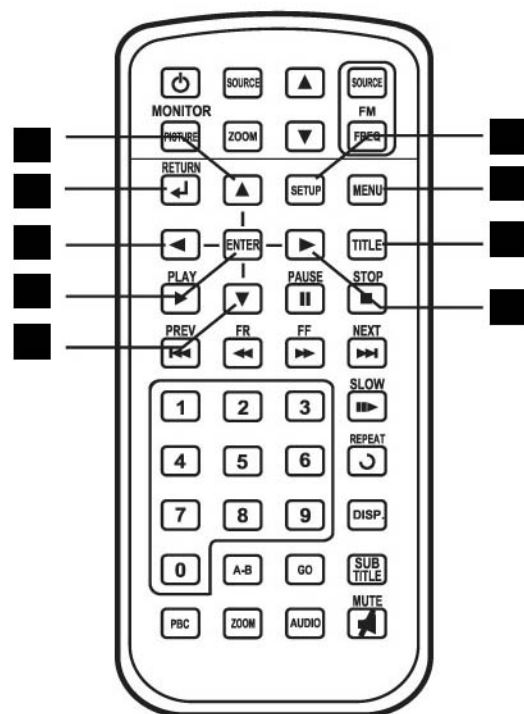 SOURCE SOURCE
MONITOR FM
PICTURE ZOOM FREQ
RETURN
SETUP MENU
ENTER TITLE
PLAY PAUSE STOP
PREV FR FF NEXT
SLOW
1 2 3
REPEAT
4 5 6
7 8 9 DISP.
0 A-B GO SUB TITLE
MUTE
PBC ZOOM AUDIO